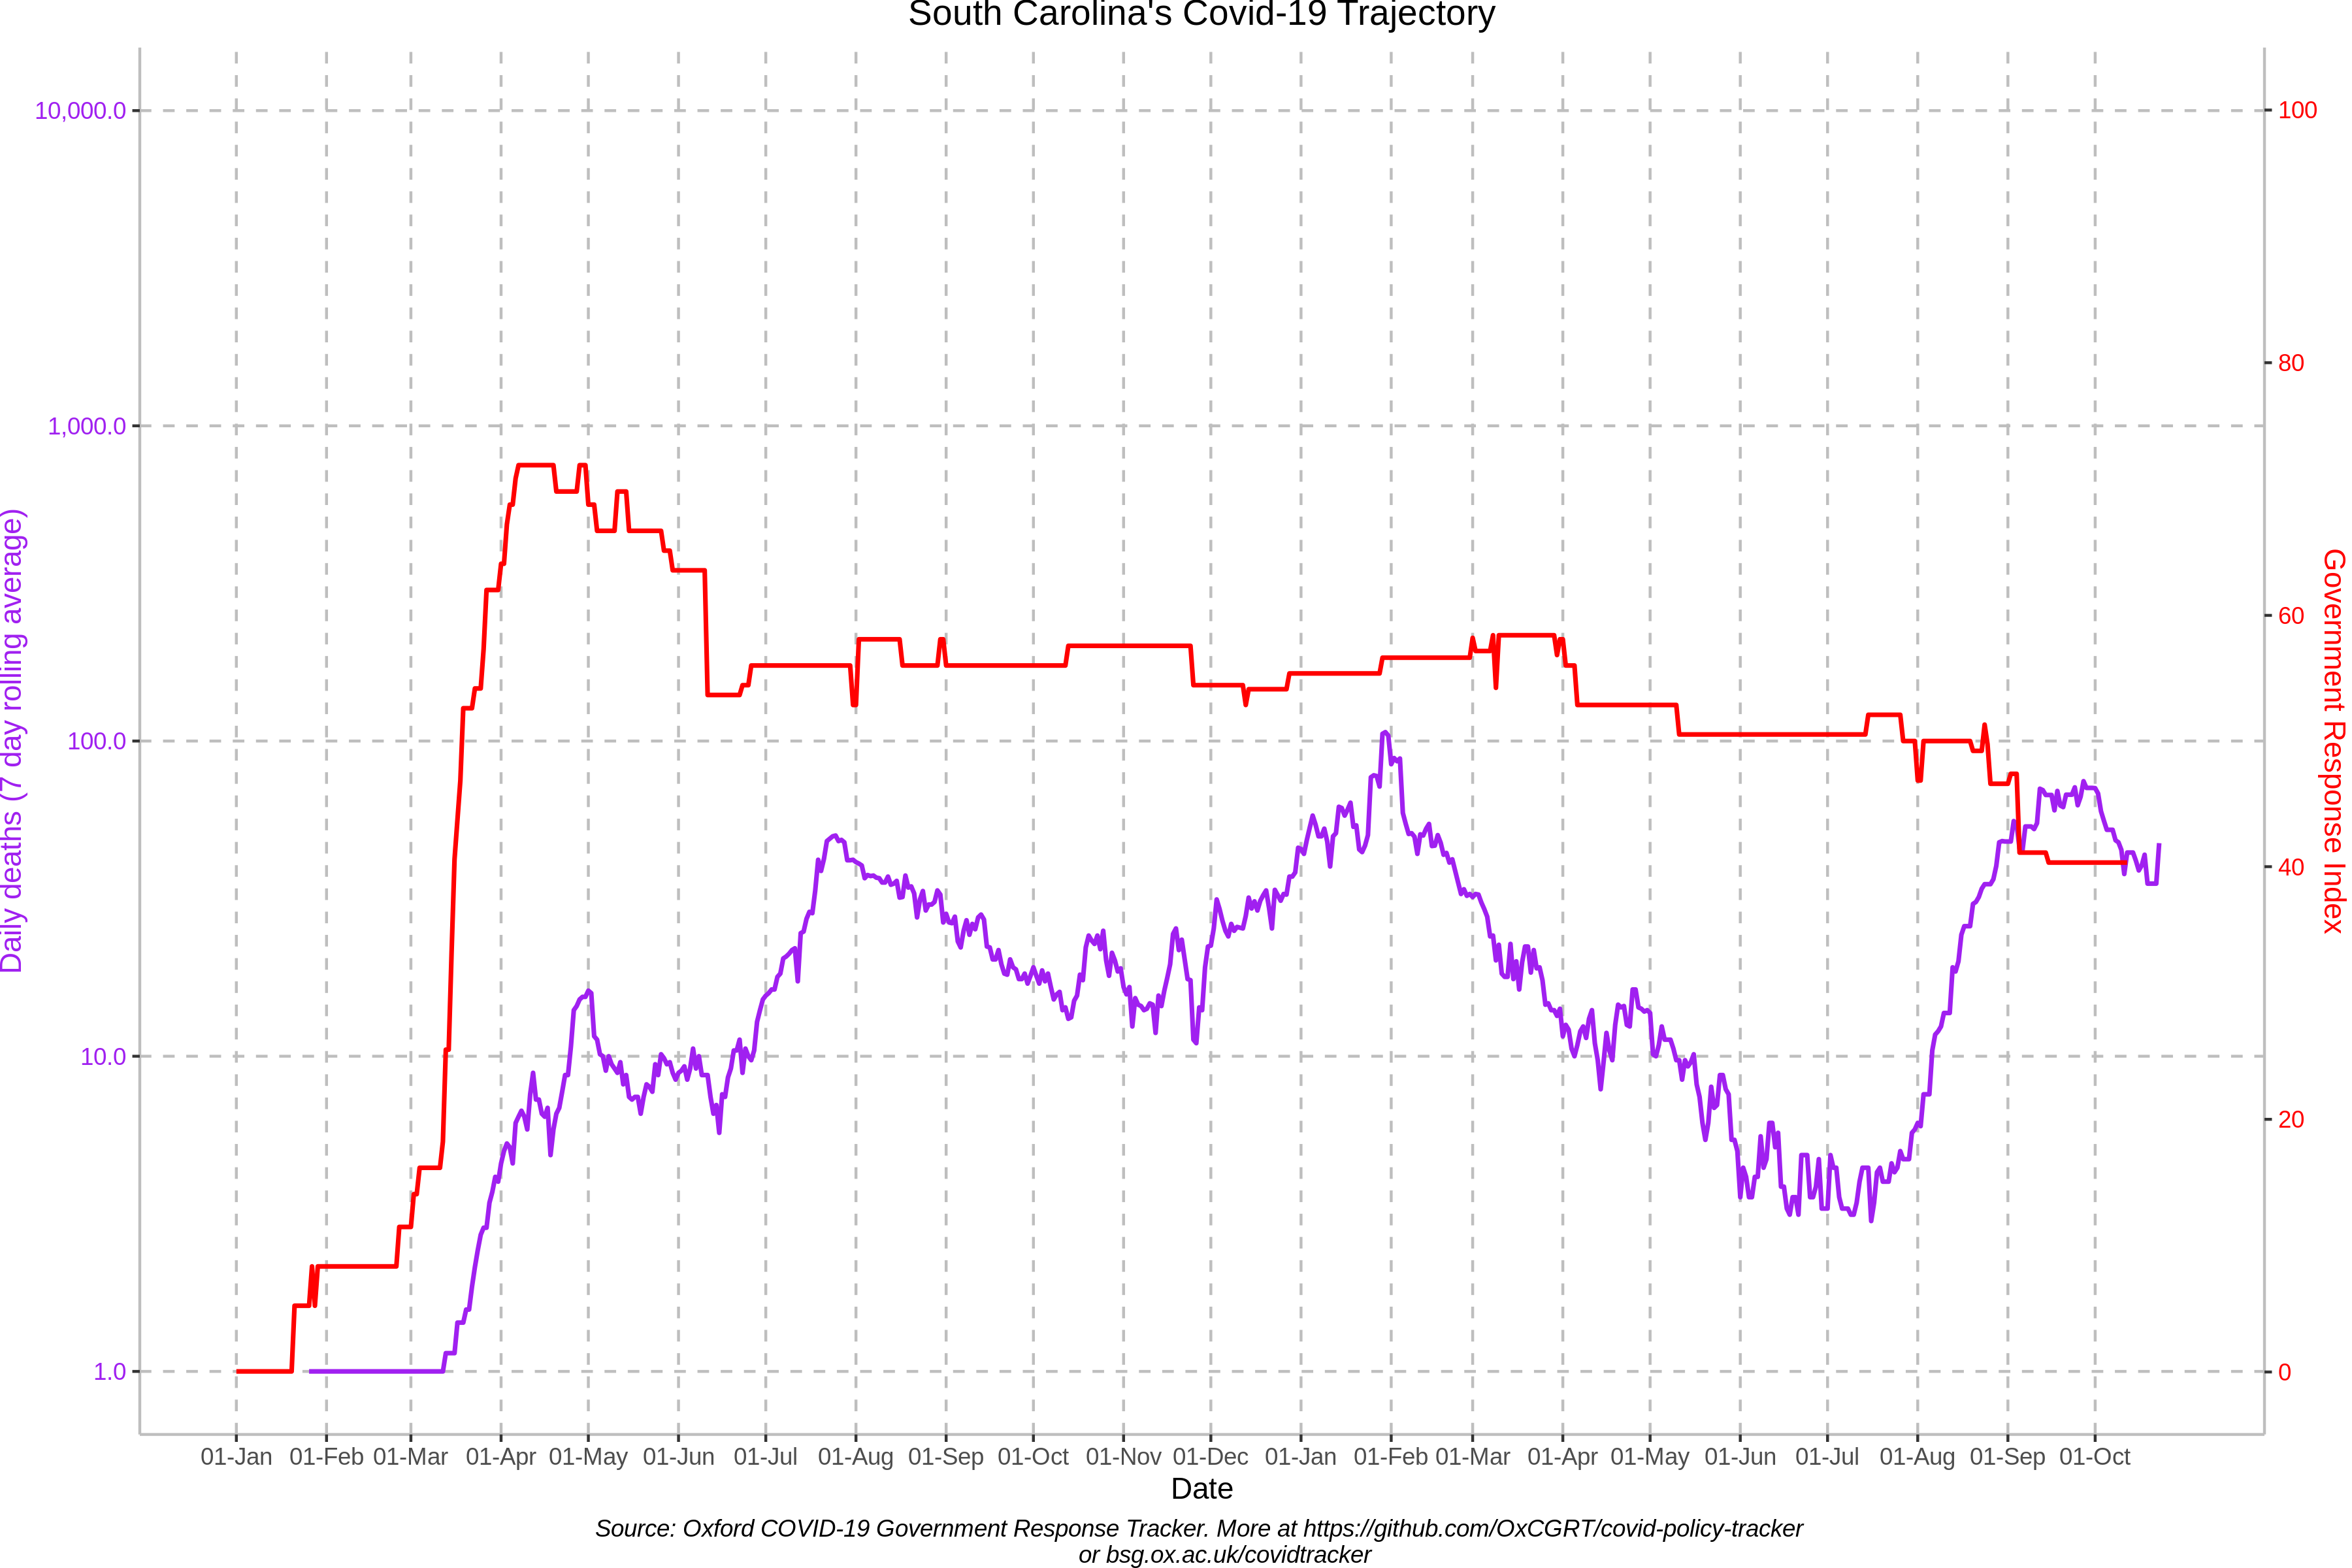 South Carolina's Covid-19 Trajectory
10,000.0
1,000.0
100.0
10.0
1.0
Daily deaths (7 day rolling average)
100
80
60
40
20
0
Government Response Index
01-Jan 01-Feb 01-Mar 01-Apr 01-May 01-Jun 01-Jul 01-Aug 01-Sep 01-Oct 01-Nov 01-Dec 01-Jan 01-Feb 01-Mar 01-Apr 01-May 01-Jun 01-Jul 01-Aug 01-Sep 01-Oct
Date
Source: Oxford COVID-19 Government Response Tracker. More at https://github.com/OxCGRT/covid-policy-tracker
or bsg.ox.ac.uk/covidtracker